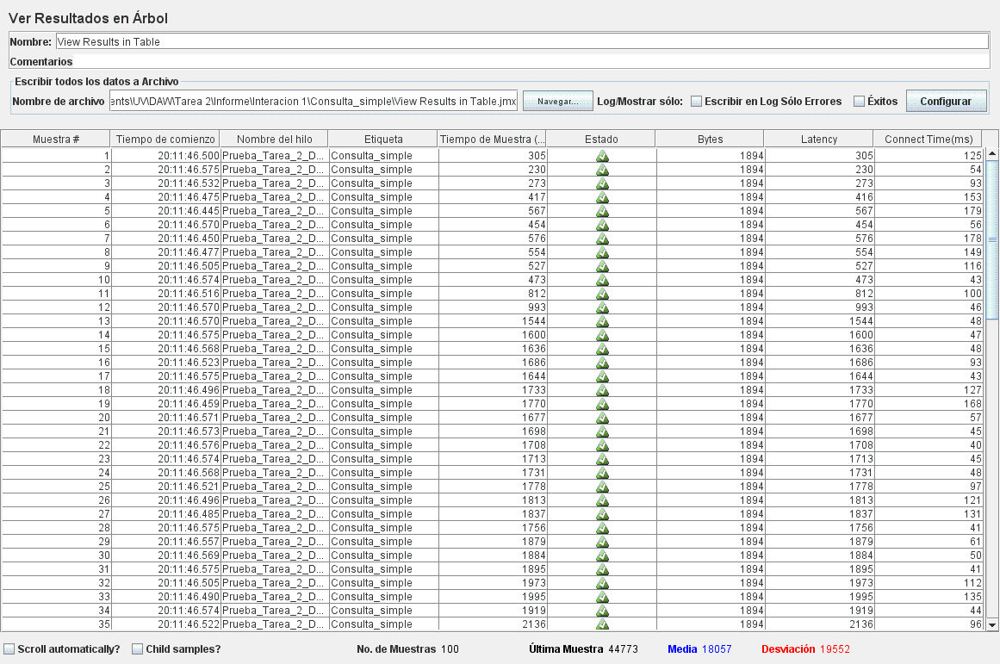 Ver Resultados en Árbol
Nombre: View Results in Table
Comentarios
Escribir todos los datos a Archivo
Nombre de archivo ents\UV\DAW\Tarea 2\Informe\Interacion 1\Consulta_simple\View Results in Table.jmx Navegar... Log/Mostrar sólo: Escribir en Log Sólo Errores Éxitos Configurar
Muestra # Tiempo de comienzo Nombre del hilo Etiqueta Tiempo de Muestra (... Estado Bytes Latency Connect Time(ms)
1 20:11:46.500 Prueba_Tarea_2_D... Consulta_simple 305 1894 305 125
2 20:11:46.575 Prueba_Tarea_2_D... Consulta_simple 230 1894 230 54
3 20:11:46.532 Prueba_Tarea_2_D... Consulta_simple 273 1894 273 93
4 20:11:46.475 Prueba_Tarea_2_D... Consulta_simple 417 1894 416 153
5 20:11:46.445 Prueba_Tarea_2_D... Consulta_simple 567 1894 567 179
6 20:11:46.570 Prueba_Tarea_2_D... Consulta_simple 454 1894 454 56
7 20:11:46.450 Prueba_Tarea_2_D... Consulta_simple 576 1894 576 178
8 20:11:46.477 Prueba_Tarea_2_D... Consulta_simple 554 1894 554 149
9 20:11:46.505 Prueba_Tarea_2_D... Consulta_simple 527 1894 527 116
10 20:11:46.574 Prueba_Tarea_2_D... Consulta_simple 473 1894 473 43
11 20:11:46.516 Prueba_Tarea_2_D... Consulta_simple 812 1894 812 100
12 20:11:46.570 Prueba_Tarea_2_D... Consulta_simple 993 1894 993 46
13 20:11:46.570 Prueba_Tarea_2_D... Consulta_simple 1544 1894 1544 48
14 20:11:46.575 Prueba_Tarea_2_D... Consulta_simple 1600 1894 1600 47
15 20:11:46.568 Prueba_Tarea_2_D... Consulta_simple 1636 1894 1636 48
16 20:11:46.523 Prueba_Tarea_2_D... Consulta_simple 1686 1894 1686 93
17 20:11:46.575 Prueba_Tarea_2_D... Consulta_simple 1644 1894 1644 43
18 20:11:46.496 Prueba_Tarea_2_D... Consulta_simple 1733 1894 1733 127
19 20:11:46.459 Prueba_Tarea_2_D... Consulta_simple 1770 1894 1770 168
20 20:11:46.571 Prueba_Tarea_2_D... Consulta_simple 1677 1894 1677 57
21 20:11:46.573 Prueba_Tarea_2_D... Consulta_simple 1698 1894 1698 45
22 20:11:46.576 Prueba_Tarea_2_D... Consulta_simple 1708 1894 1708 40
23 20:11:46.574 Prueba_Tarea_2_D... Consulta_simple 1713 1894 1713 45
24 20:11:46.568 Prueba_Tarea_2_D... Consulta_simple 1731 1894 1731 48
25 20:11:46.521 Prueba_Tarea_2_D... Consulta_simple 1778 1894 1778 97
26 20:11:46.496 Prueba_Tarea_2_D... Consulta_simple 1813 1894 1813 121
27 20:11:46.485 Prueba_Tarea_2_D... Consulta_simple 1837 1894 1837 131
28 20:11:46.575 Prueba_Tarea_2_D... Consulta_simple 1756 1894 1756 41
29 20:11:46.557 Prueba_Tarea_2_D... Consulta_simple 1879 1894 1879 61
30 20:11:46.569 Prueba_Tarea_2_D... Consulta_simple 1884 1894 1884 50
31 20:11:46.575 Prueba_Tarea_2_D... Consulta_simple 1895 1894 1895 41
32 20:11:46.505 Prueba_Tarea_2_D... Consulta_simple 1973 1894 1973 112
33 20:11:46.490 Prueba_Tarea_2_D... Consulta_simple 1995 1894 1995 135
34 20:11:46.574 Prueba_Tarea_2_D... Consulta_simple 1919 1894 1919 44
35 20:11:46.522 Prueba_Tarea_2_D... Consulta_simple 2136 1894 2136 96
Scroll automatically? Child samples? No. de Muestras 100 Última Muestra 44773 Media 18057 Desviación 19552